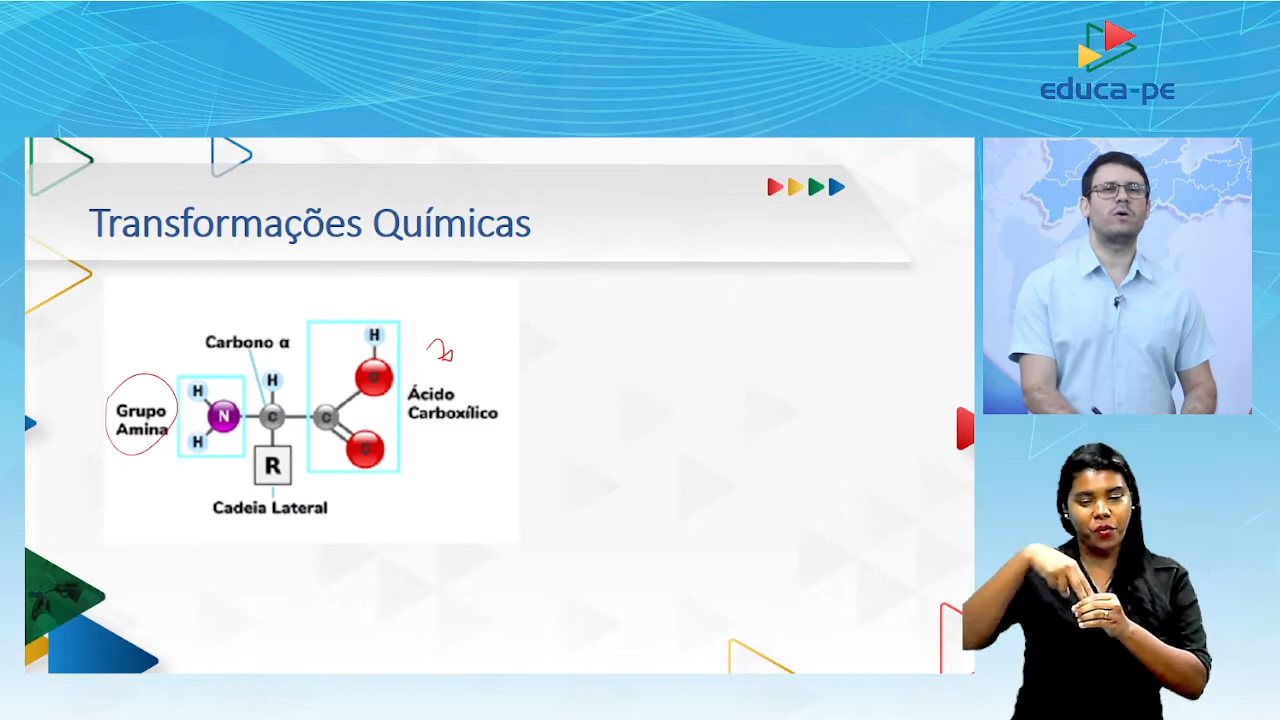 educa-pe
Transformações Químicas
Carbono α
H
H
H
O
Ácido
Carboxílico
Grupo
Amina
N
C
C
H
O
R
Cadeia Lateral